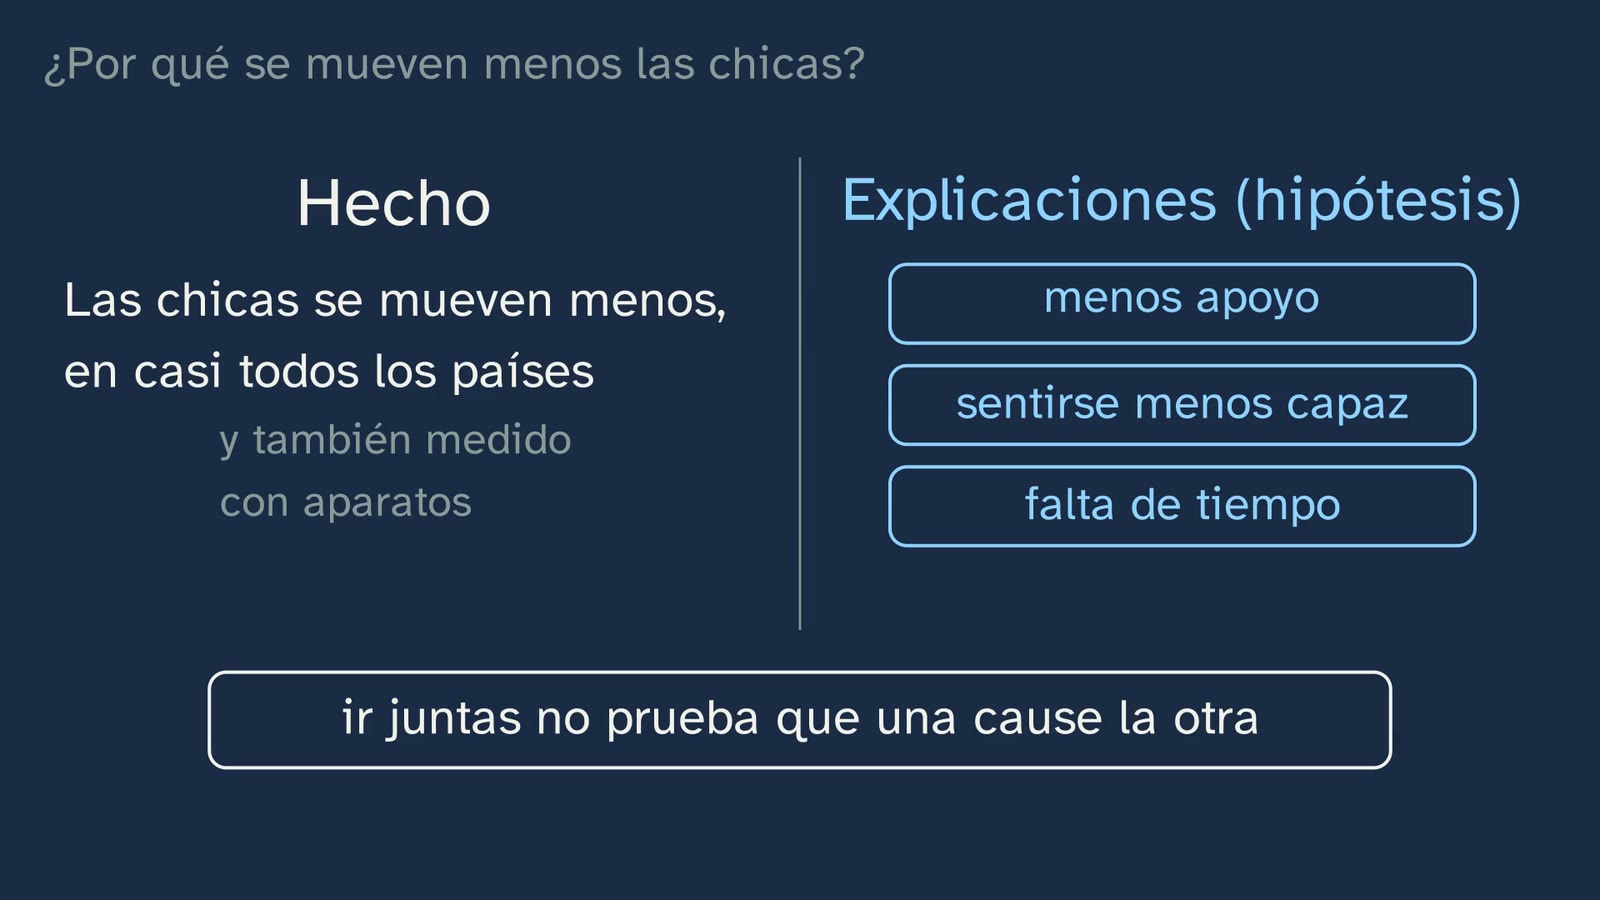 ¿Por qué se mueven menos las chicas?
Hecho
Las chicas se mueven menos,
en casi todos los países
y también medido
con aparatos
Explicaciones (hipótesis)
menos apoyo
sentirse menos capaz
falta de tiempo
ir juntas no prueba que una cause la otra